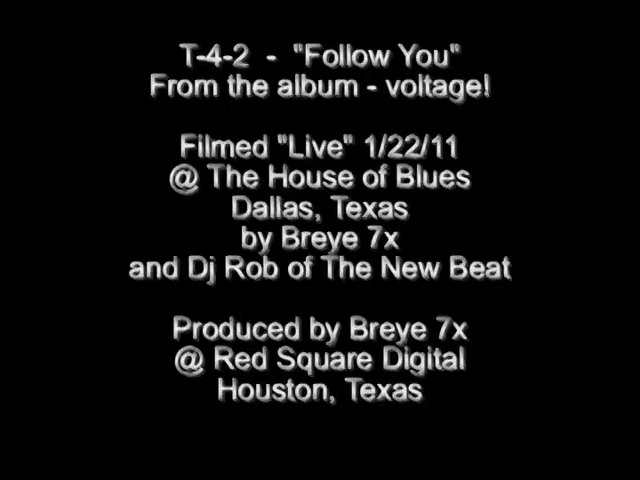 T-4-2 - "Follow You"
From the album - voltage!
Filmed "Live" 1/22/11
@ The House of Blues
Dallas, Texas
by Breye 7x
and Dj Rob of The New Beat
Produced by Breye 7x
@ Red Square Digital
Houston, Texas